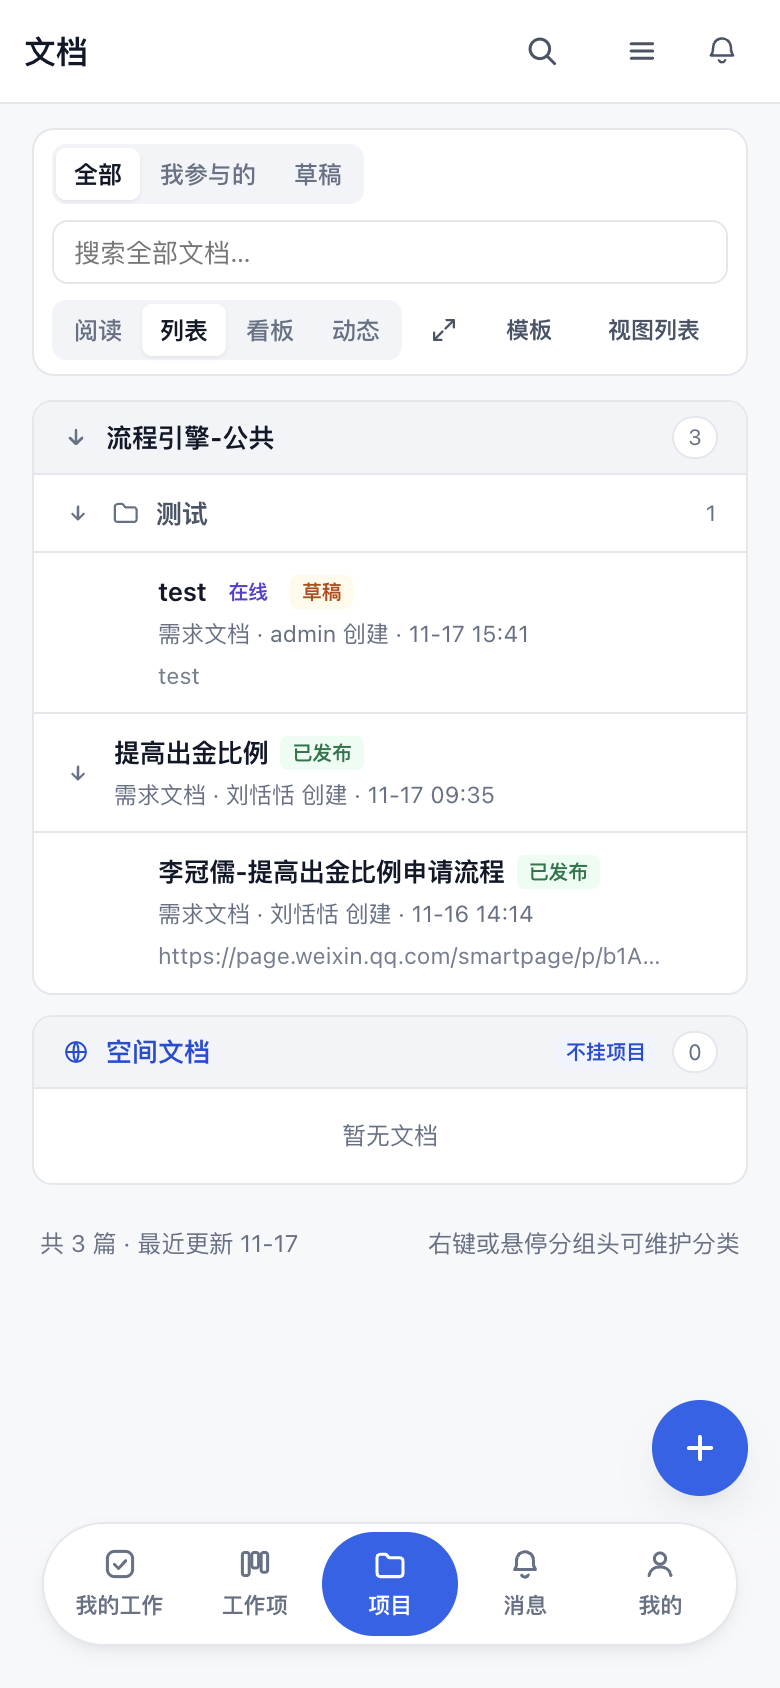 文档
全部 我参与的 草稿
搜索全部文档...
阅读 列表 看板 动态 模板 视图列表
流程引擎-公共 3
测试 1
test 在线 草稿
需求文档 · admin 创建 · 11-17 15:41
test
提高出金比例 已发布
需求文档 · 刘恬恬 创建 · 11-17 09:35
李冠儒-提高出金比例申请流程 已发布
需求文档 · 刘恬恬 创建 · 11-16 14:14
https://page.weixin.qq.com/smartpage/p/b1A...
空间文档 不挂项目 0
暂无文档
共 3 篇 · 最近更新 11-17 右键或悬停分组头可维护分类
我的工作 工作项 项目 消息 我的